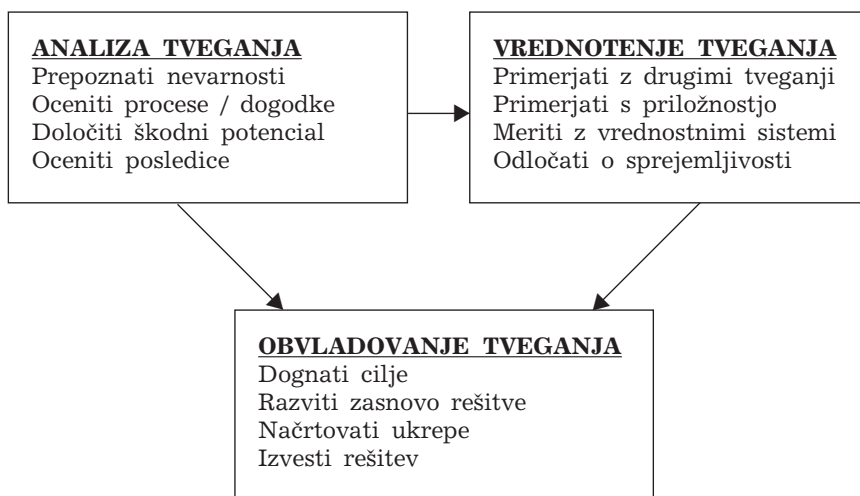 ANALIZA TVEGANJA
Prepoznati nevarnosti
Oceniti procese / dogodke
Določiti škodni potencial
Oceniti posledice
VREDNOTENJE TVEGANJA
Primerjati z drugimi tveganji
Primerjati s priložnostjo
Meriti z vrednostnimi sistemi
Odločati o sprejemljivosti
OBVLADOVANJE TVEGANJA
Dognati cilje
Razviti zasnovo rešitve
Načrtovati ukrepe
Izvesti rešitev